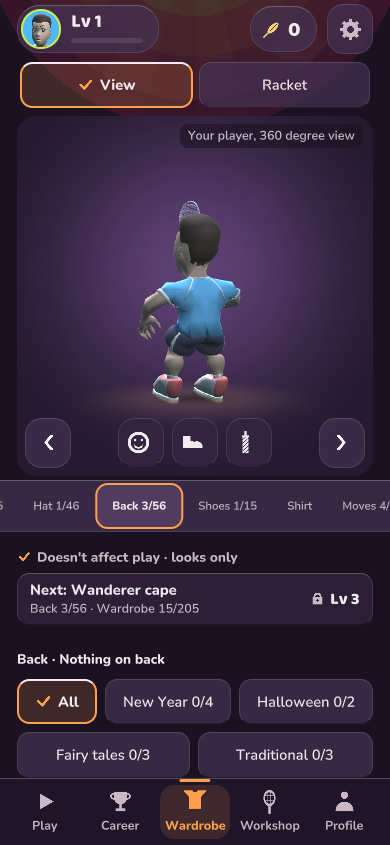 Lv 1
0
View
Racket
Your player, 360 degree view
Hat 1/46
Back 3/56
Shoes 1/15
Shirt
Moves 4/
Doesn't affect play · looks only
Next: Wanderer cape
Back 3/56 · Wardrobe 15/205
Lv 3
Back · Nothing on back
All
New Year 0/4
Halloween 0/2
Fairy tales 0/3
Traditional 0/3
Play
Career
Wardrobe
Workshop
Profile